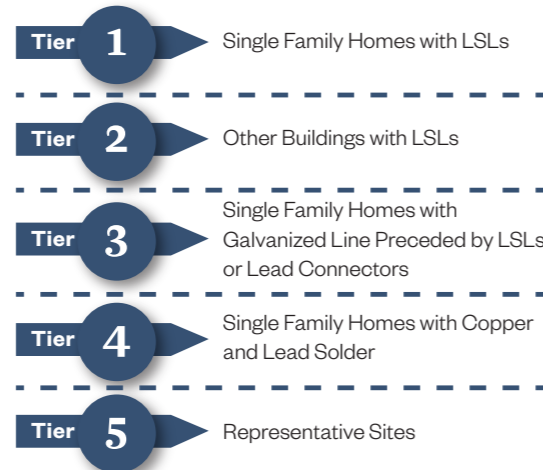 Tier 1 Single Family Homes with LSLs
Tier 2 Other Buildings with LSLs
Tier 3 Single Family Homes with
Galvanized Line Preceded by LSLs
or Lead Connectors
Tier 4 Single Family Homes with Copper
and Lead Solder
Tier 5 Representative Sites